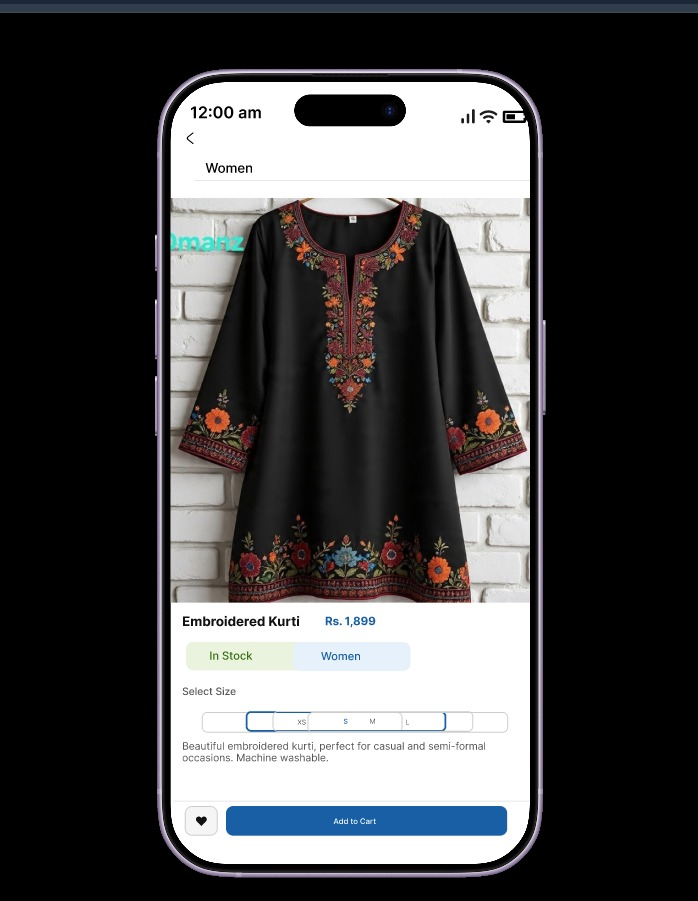 12:00 am
Women
Omanz
Embroidered Kurti Rs. 1,899
In Stock Women
Select Size
XS S M L
Beautiful embroidered kurti, perfect for casual and semi-formal
occasions. Machine washable.
Add to Cart